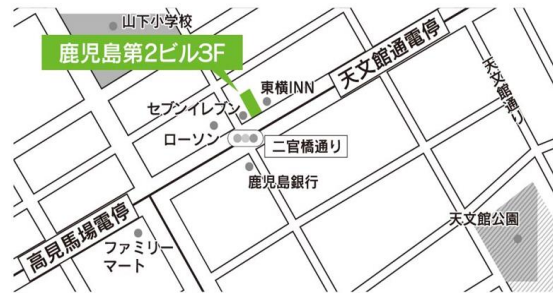 山下小学校
鹿児島第2ビル3F
天文館通電停
天文館通り
東横INN
セブンイレブン
ローソン
二官橋通り
鹿児島銀行
天文館公園
高見馬場電停
ファミリー
マート